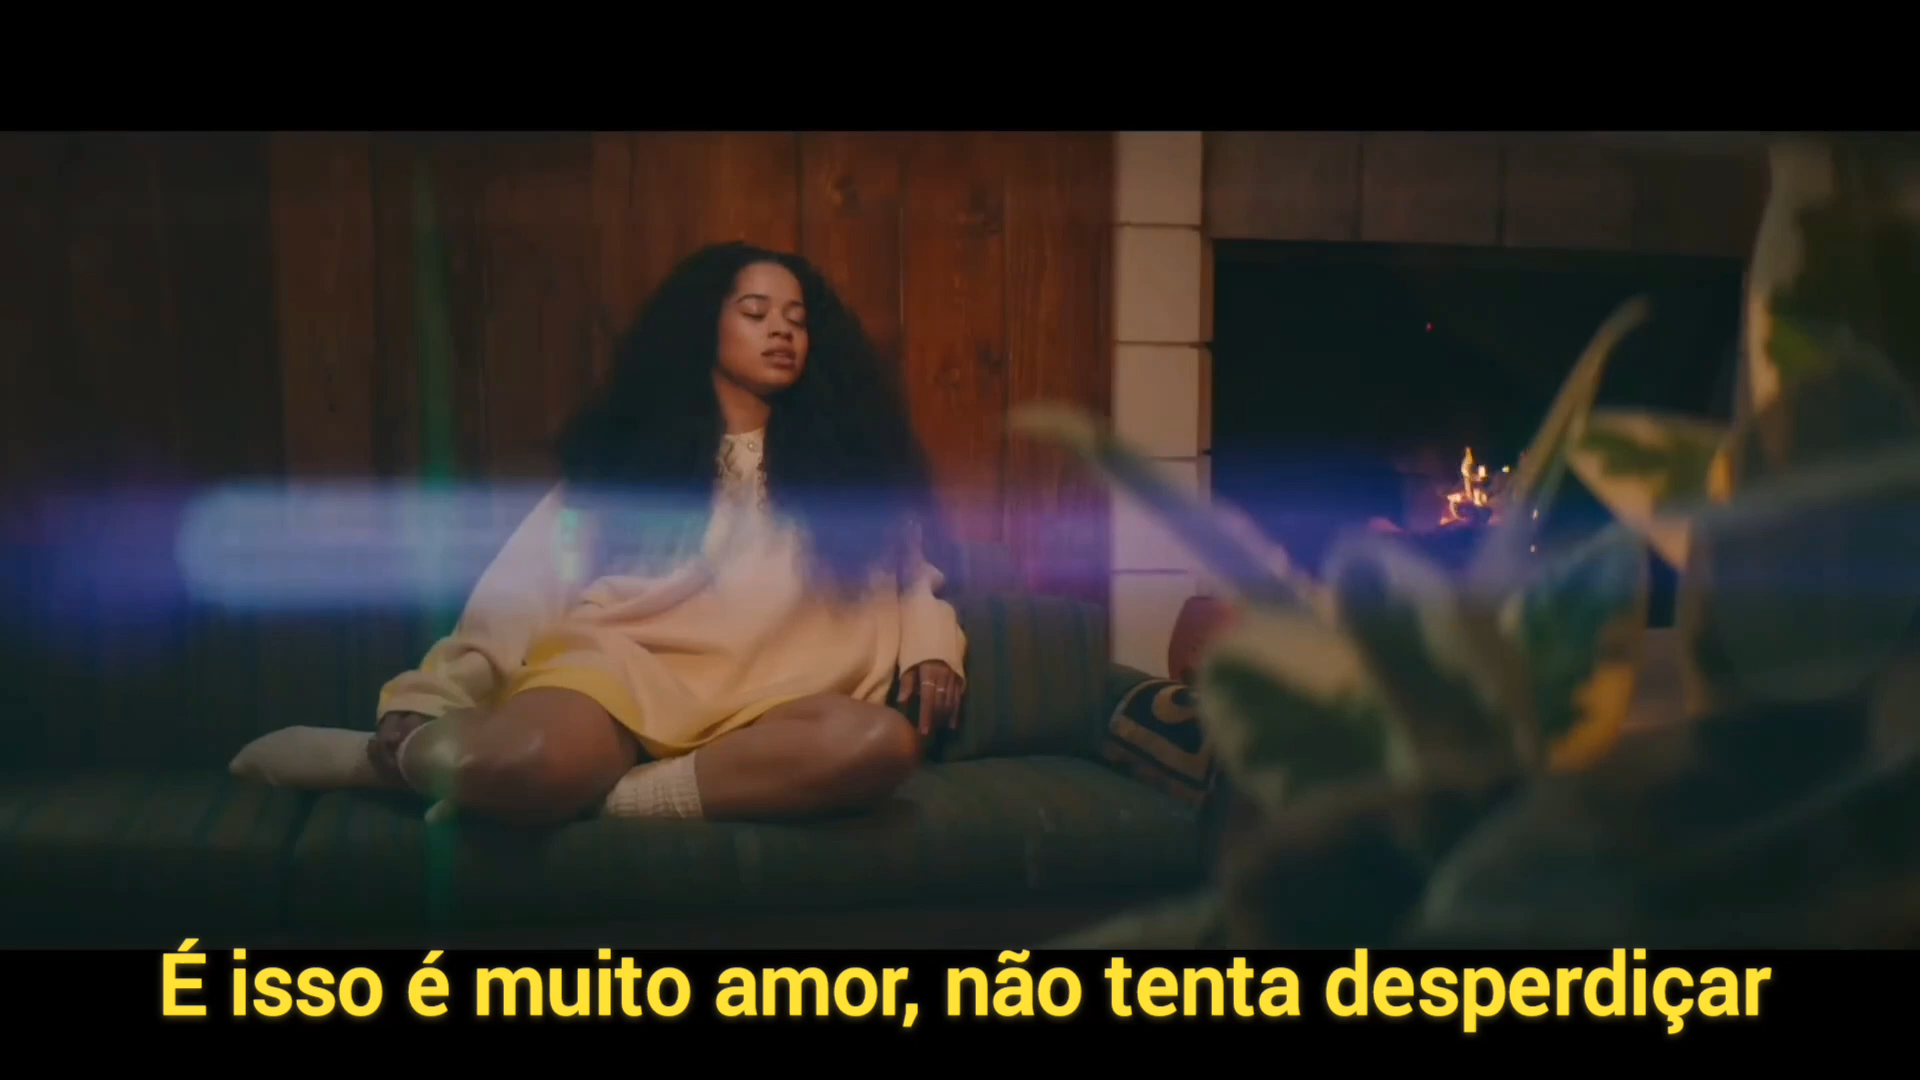 É isso é muito amor, não tenta desperdiçar